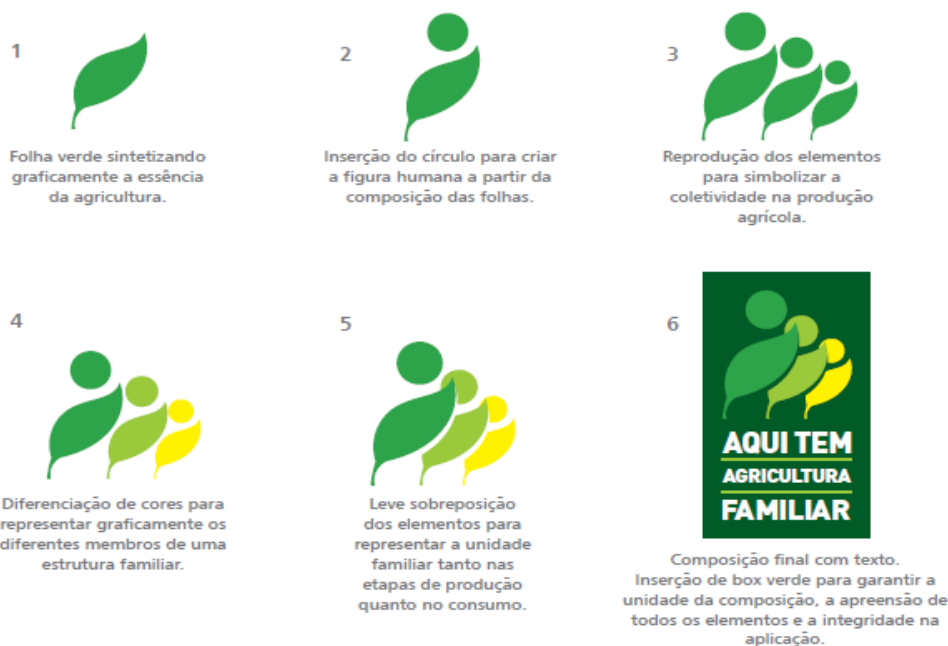 1
Folha verde sintetizando
graficamente a essência
da agricultura.
2
Inserção do círculo para criar
a figura humana a partir da
composição das folhas.
3
Reprodução dos elementos
para simbolizar a
coletividade na produção
agrícola.
4
Diferenciação de cores para
representar graficamente os
diferentes membros de uma
estrutura familiar.
5
Leve sobreposição
dos elementos para
representar a unidade
familiar tanto nas
etapas de produção
quanto no consumo.
6
AQUI TEM
AGRICULTURA
FAMILIAR
Composição final com texto.
Inserção de box verde para garantir a
unidade da composição, a apreensão de
todos os elementos e a integridade na
aplicação.